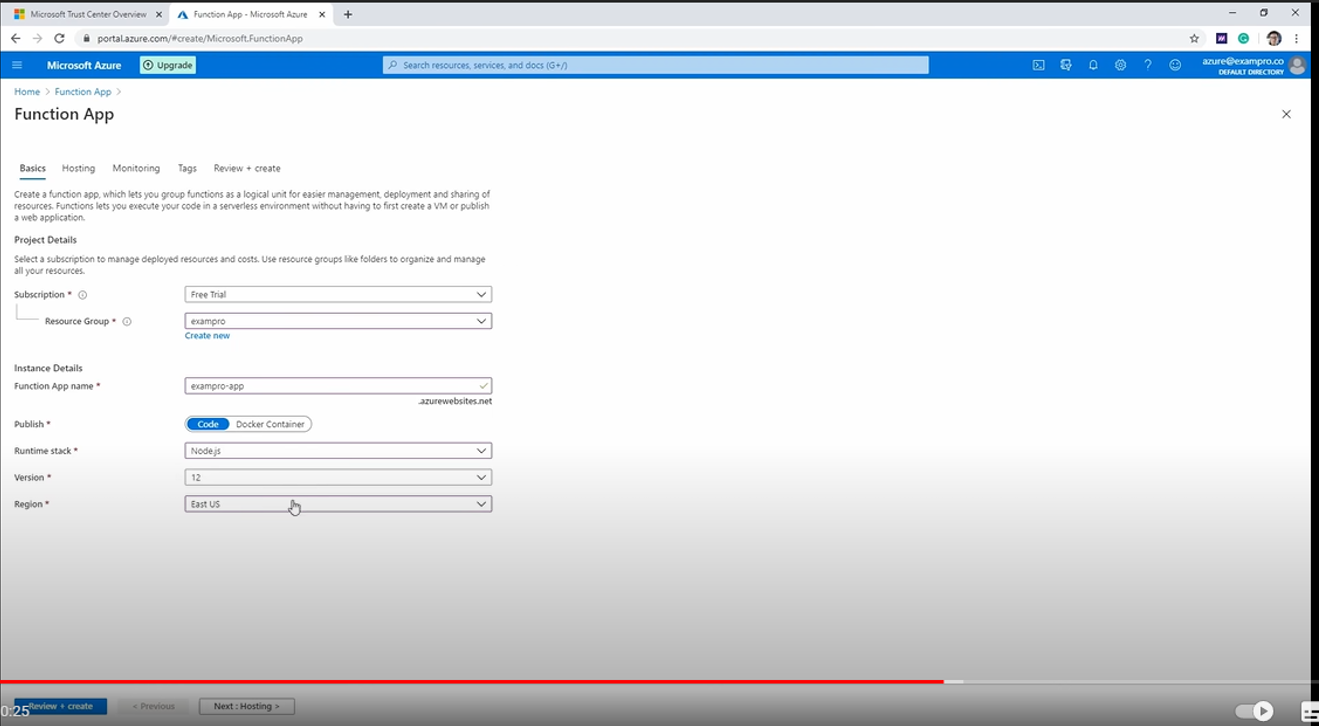 Microsoft Trust Center Overview
Function App - Microsoft Azure
portal.azure.com/#create/Microsoft.FunctionApp
Microsoft Azure
Upgrade
Search resources, services, and docs (G+/)
azure@exampro.co
DEFAULT DIRECTORY
Home > Function App >
Function App
Basics Hosting Monitoring Tags Review + create
Create a function app, which lets you group functions as a logical unit for easier management, deployment and sharing of
resources. Functions lets you execute your code in a serverless environment without having to first create a VM or publish
a web application.
Project Details
Select a subscription to manage deployed resources and costs. Use resource groups like folders to organize and manage
all your resources.
Subscription * Free Trial
Resource Group * exampro
Create new
Instance Details
Function App name * exampro-app
.azurewebsites.net
Publish * Code Docker Container
Runtime stack * Node.js
Version * 12
Region * East US
Review + create < Previous Next : Hosting >
0:25